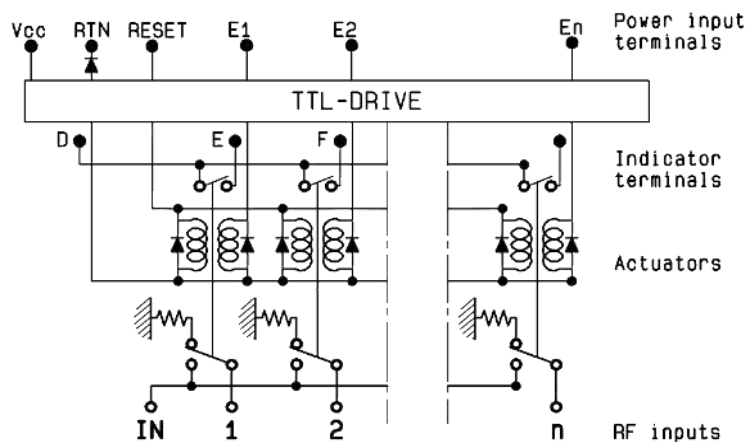 Vcc RTN RESET E1 E2 En Power input
terminals
TTL-DRIVE
D E F Indicator
terminals
Actuators
IN 1 2 n RF inputs